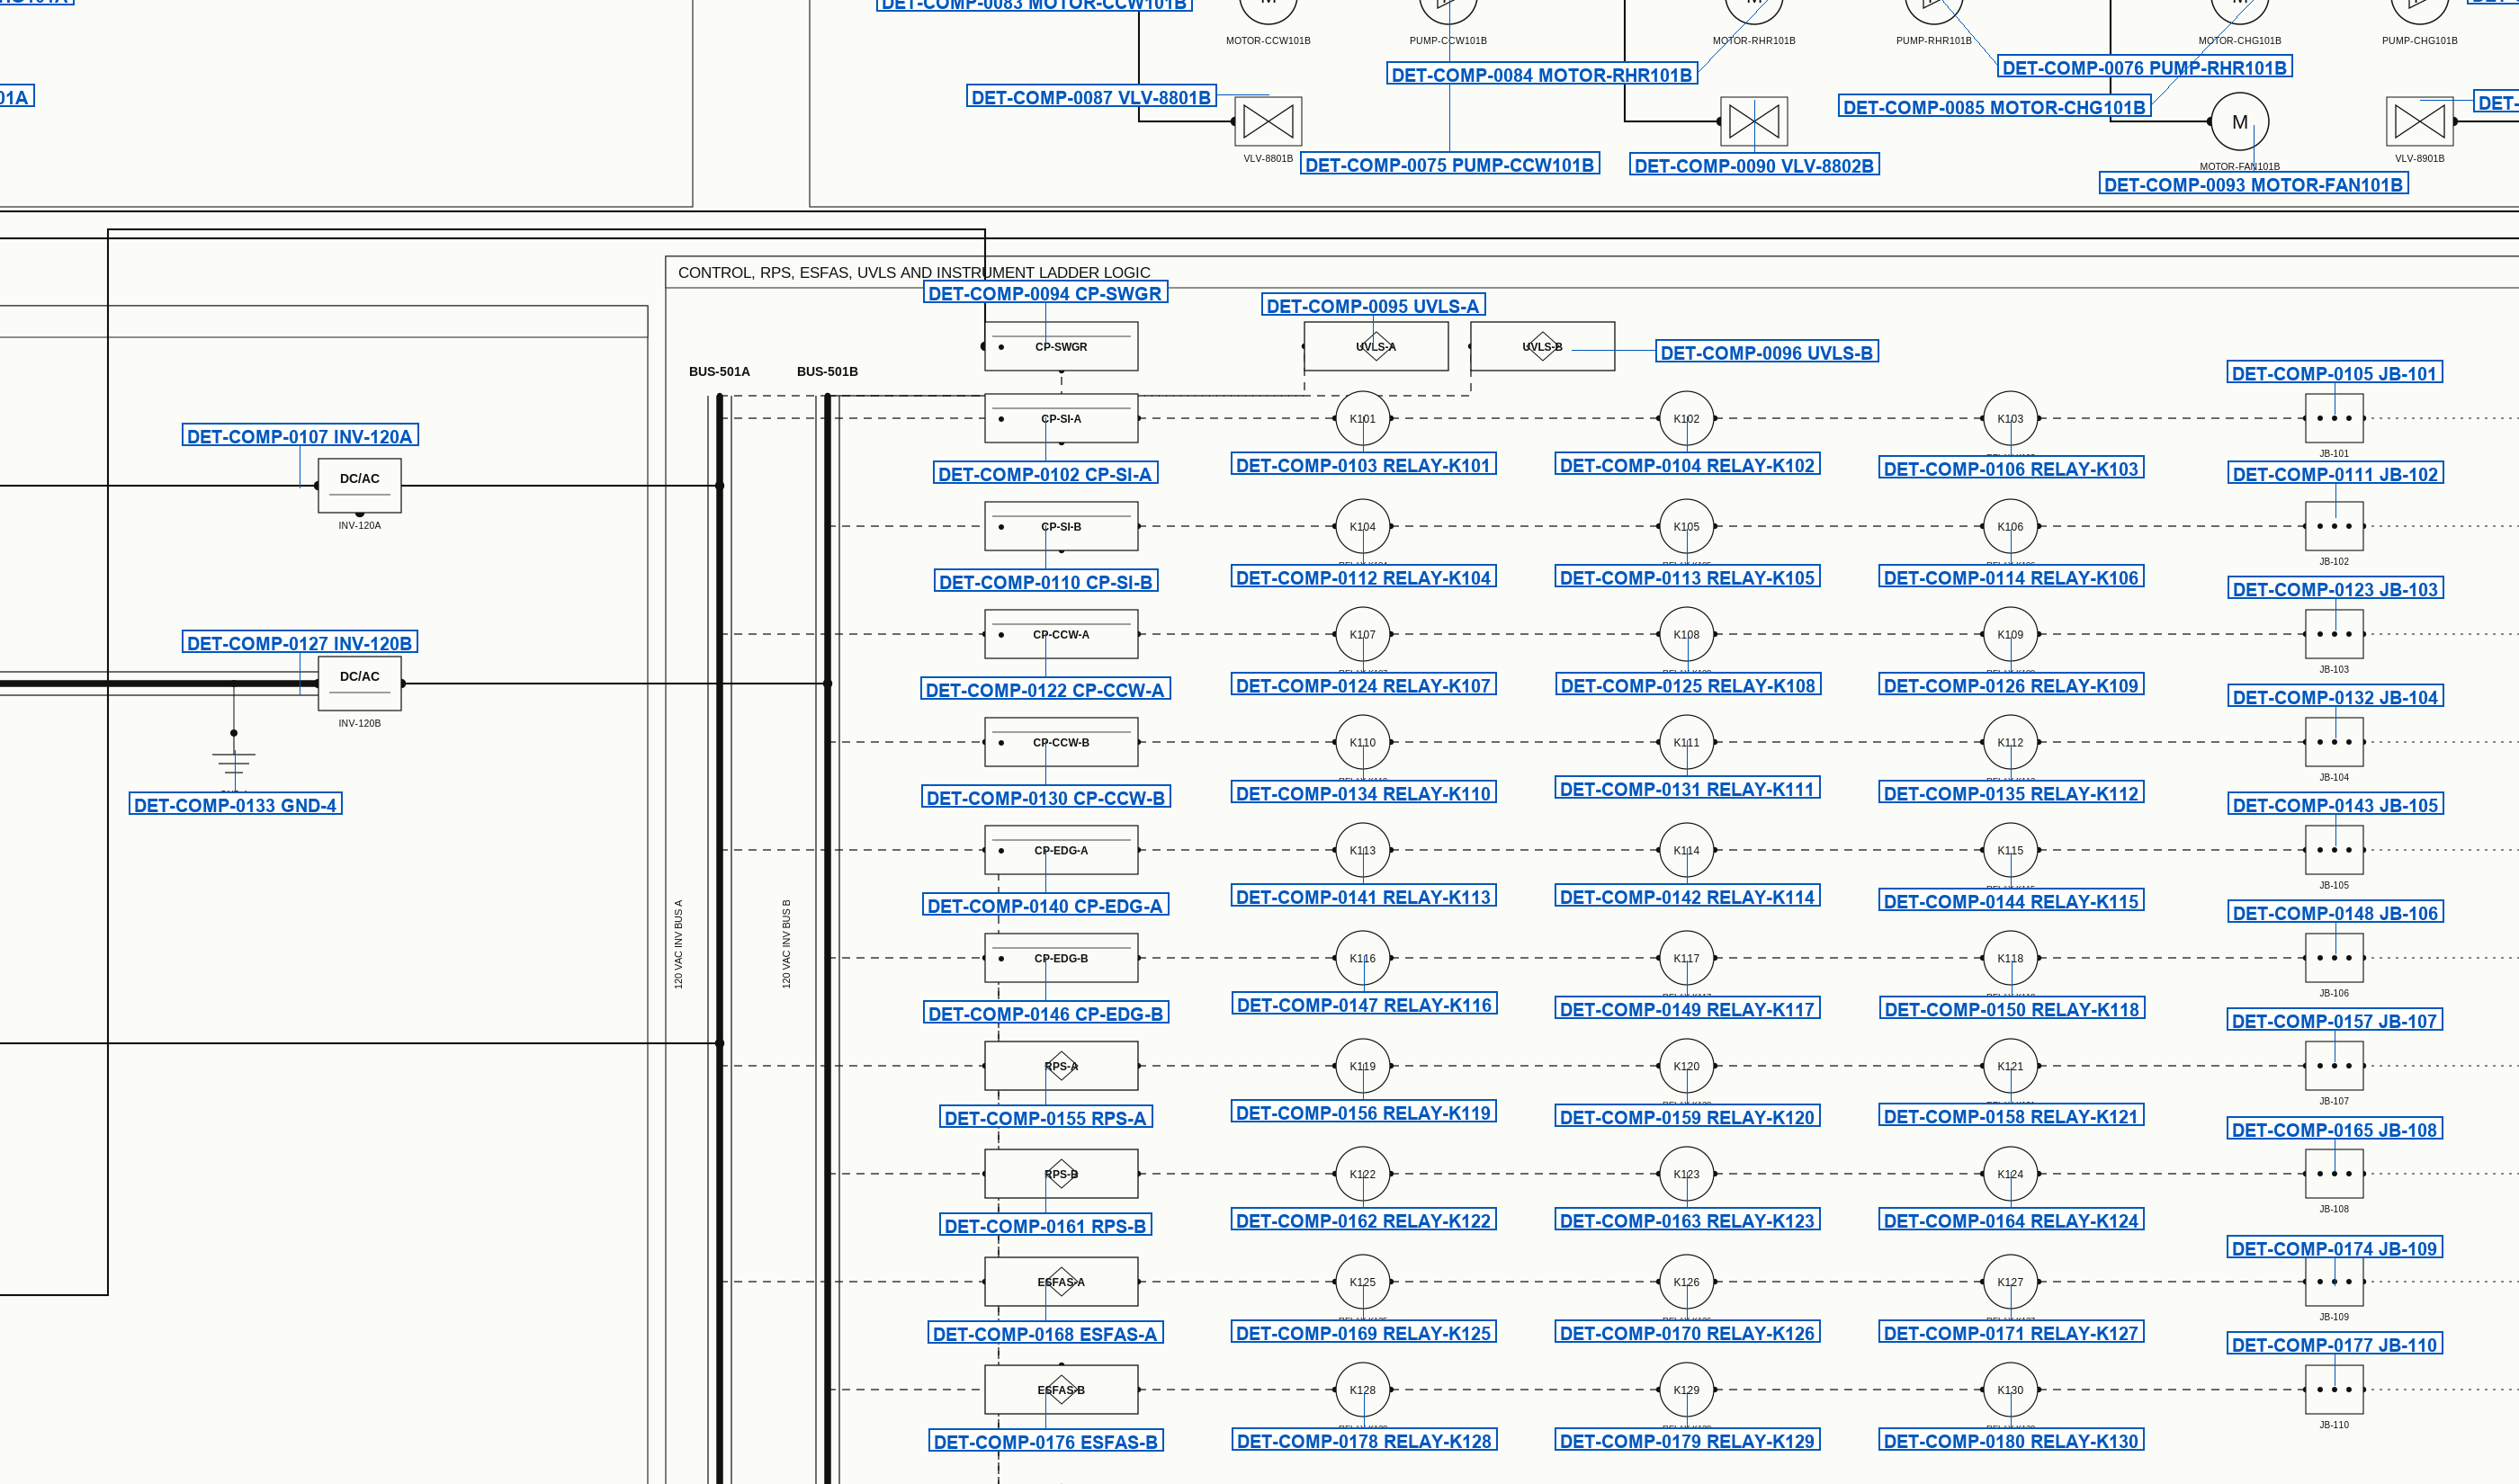 DET-COMP-0083 MOTOR-CCW101B
M
M
M
MOTOR-CCW101B
PUMP-CCW101B
MOTOR-RHR101B
PUMP-RHR101B
MOTOR-CHG101B
PUMP-CHG101B
DET-COMP-0084 MOTOR-RHR101B
DET-COMP-0076 PUMP-RHR101B
01A
DET-COMP-0087 VLV-8801B
DET-COMP-0085 MOTOR-CHG101B
DET-
M
VLV-8801B
DET-COMP-0075 PUMP-CCW101B
DET-COMP-0090 VLV-8802B
MOTOR-FAN101B
VLV-8901B
DET-COMP-0093 MOTOR-FAN101B
CONTROL, RPS, ESFAS, UVLS AND INSTRUMENT LADDER LOGIC
DET-COMP-0094 CP-SWGR
DET-COMP-0095 UVLS-A
CP-SWGR
UVLS-A
UVLS-B
DET-COMP-0096 UVLS-B
BUS-501A
BUS-501B
DET-COMP-0105 JB-101
CP-SI-A
K101
K102
K103
JB-101
DET-COMP-0107 INV-120A
DET-COMP-0102 CP-SI-A
DET-COMP-0103 RELAY-K101
DET-COMP-0104 RELAY-K102
DET-COMP-0106 RELAY-K103
DET-COMP-0111 JB-102
DC/AC
INV-120A
CP-SI-B
K104
K105
K106
JB-102
DET-COMP-0110 CP-SI-B
DET-COMP-0112 RELAY-K104
DET-COMP-0113 RELAY-K105
DET-COMP-0114 RELAY-K106
DET-COMP-0123 JB-103
DET-COMP-0127 INV-120B
CP-CCW-A
K107
K108
K109
JB-103
DC/AC
INV-120B
DET-COMP-0122 CP-CCW-A
DET-COMP-0124 RELAY-K107
DET-COMP-0125 RELAY-K108
DET-COMP-0126 RELAY-K109
DET-COMP-0132 JB-104
CP-CCW-B
K110
K111
K112
JB-104
DET-COMP-0133 GND-4
DET-COMP-0130 CP-CCW-B
DET-COMP-0134 RELAY-K110
DET-COMP-0131 RELAY-K111
DET-COMP-0135 RELAY-K112
DET-COMP-0143 JB-105
CP-EDG-A
K113
K114
K115
JB-105
120 VAC INV BUS A
120 VAC INV BUS B
DET-COMP-0140 CP-EDG-A
DET-COMP-0141 RELAY-K113
DET-COMP-0142 RELAY-K114
DET-COMP-0144 RELAY-K115
DET-COMP-0148 JB-106
CP-EDG-B
K116
K117
K118
JB-106
DET-COMP-0146 CP-EDG-B
DET-COMP-0147 RELAY-K116
DET-COMP-0149 RELAY-K117
DET-COMP-0150 RELAY-K118
DET-COMP-0157 JB-107
RPS-A
K119
K120
K121
JB-107
DET-COMP-0155 RPS-A
DET-COMP-0156 RELAY-K119
DET-COMP-0159 RELAY-K120
DET-COMP-0158 RELAY-K121
DET-COMP-0165 JB-108
RPS-B
K122
K123
K124
JB-108
DET-COMP-0161 RPS-B
DET-COMP-0162 RELAY-K122
DET-COMP-0163 RELAY-K123
DET-COMP-0164 RELAY-K124
DET-COMP-0174 JB-109
ESFAS-A
K125
K126
K127
JB-109
DET-COMP-0168 ESFAS-A
DET-COMP-0169 RELAY-K125
DET-COMP-0170 RELAY-K126
DET-COMP-0171 RELAY-K127
DET-COMP-0177 JB-110
ESFAS-B
K128
K129
K130
JB-110
DET-COMP-0176 ESFAS-B
DET-COMP-0178 RELAY-K128
DET-COMP-0179 RELAY-K129
DET-COMP-0180 RELAY-K130